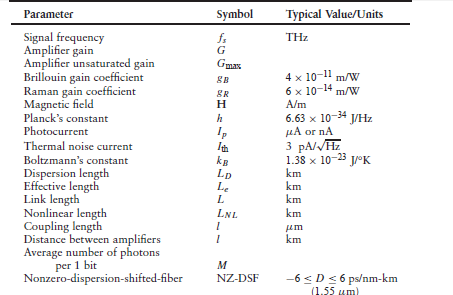 Parameter Symbol Typical Value/Units
Signal frequency fs THz
Amplifier gain G
Amplifier unsaturated gain Gmax
Brillouin gain coefficient gB 4 × 10−11 m/W
Raman gain coefficient gR 6 × 10−14 m/W
Magnetic field H A/m
Planck's constant h 6.63 × 10−34 J/Hz
Photocurrent Ip μA or nA
Thermal noise current Ith 3 pA/√Hz
Boltzmann's constant kB 1.38 × 10−23 J/°K
Dispersion length LD km
Effective length Le km
Link length L km
Nonlinear length LNL km
Coupling length l μm
Distance between amplifiers l km
Average number of photons
per 1 bit M
Nonzero-dispersion-shifted-fiber NZ-DSF −6 ≤ D ≤ 6 ps/nm-km
(1.55 μm)